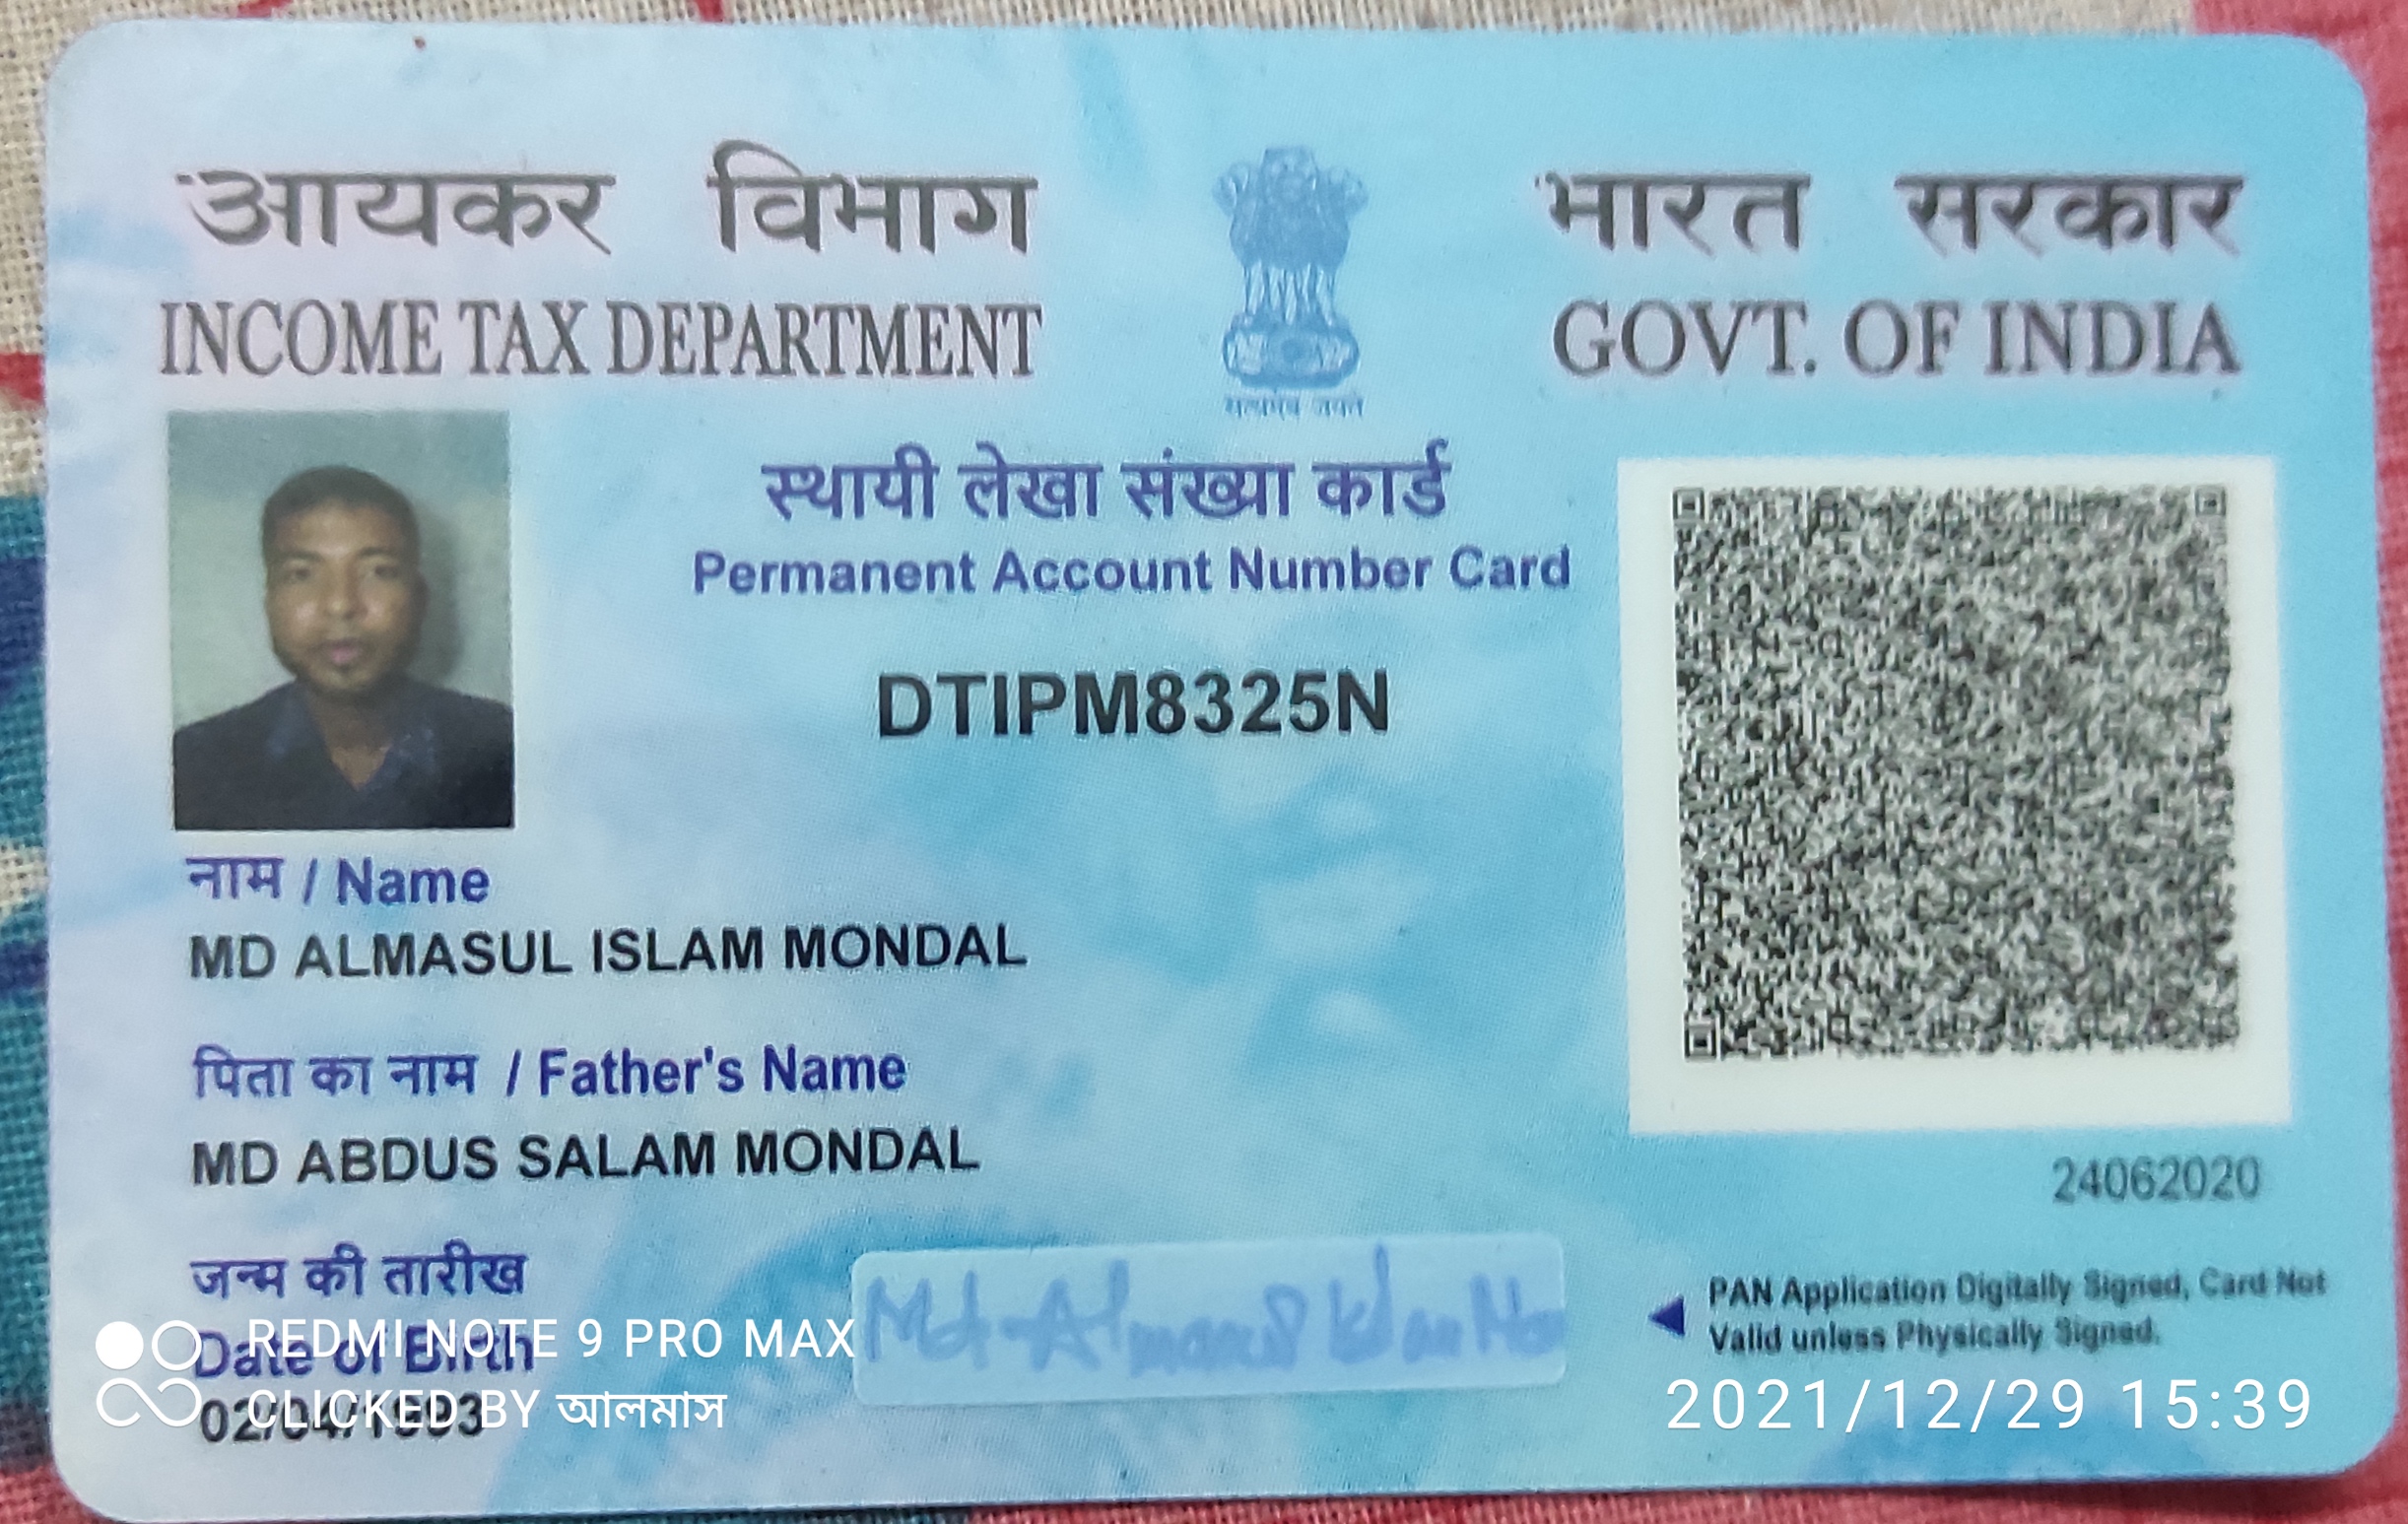 आयकर विभाग
INCOME TAX DEPARTMENT
भारत सरकार
GOVT. OF INDIA
सत्यमेव जयते
स्थायी लेखा संख्या कार्ड
Permanent Account Number Card
DTIPM8325N
नाम / Name
MD ALMASUL ISLAM MONDAL
पिता का नाम / Father's Name
MD ABDUS SALAM MONDAL
24062020
जन्म की तारीख
Date of Birth
02/04/1993
Md Almasul Islam Mo
PAN Application Digitally Signed, Card Not
Valid unless Physically Signed.
REDMI NOTE 9 PRO MAX
CLICKED BY আলমাস
2021/12/29 15:39